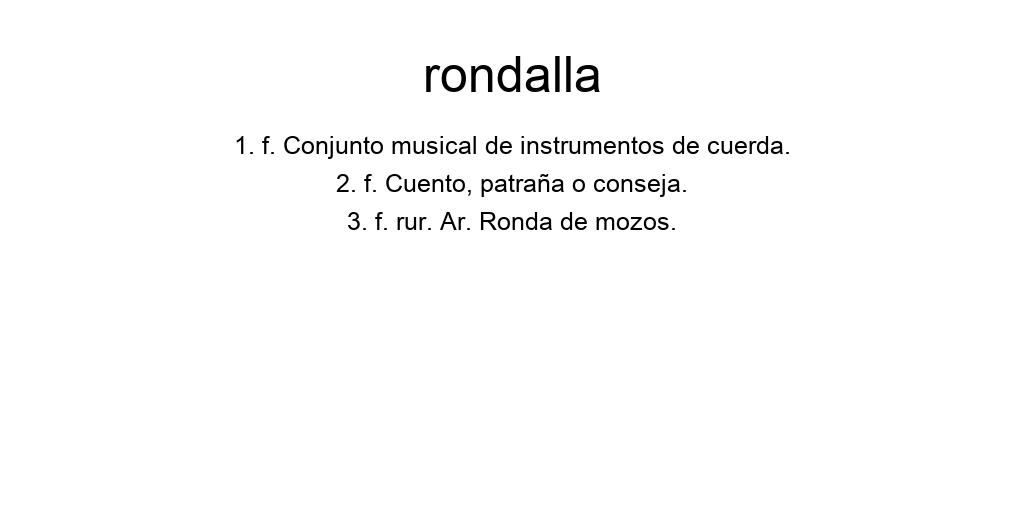 rondalla
1. f. Conjunto musical de instrumentos de cuerda.
2. f. Cuento, patraña o conseja.
3. f. rur. Ar. Ronda de mozos.